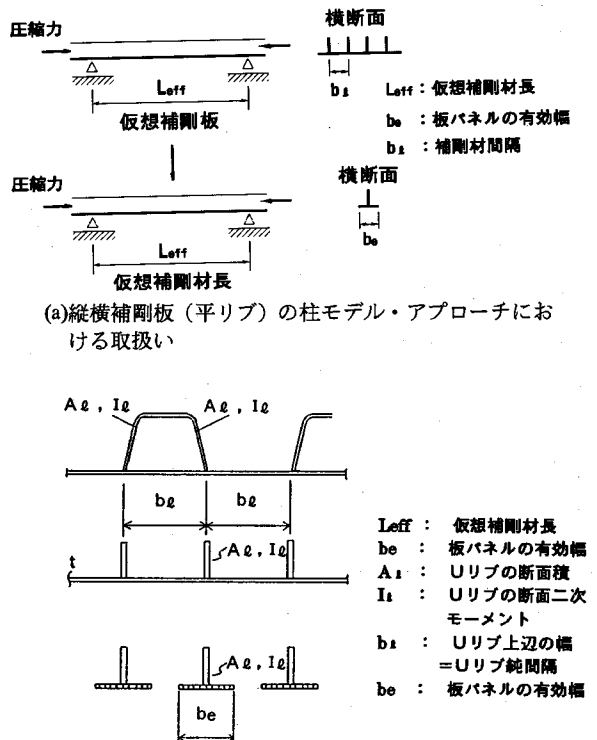 圧縮力
横断面
Leff
bℓ
Leff：仮想補剛材長
仮想補剛板
be：板パネルの有効幅
bℓ：補剛材間隔
圧縮力
横断面
Leff
be
仮想補剛材長
(a)縦横補剛板（平リブ）の柱モデル・アプローチにお
ける取扱い
Aℓ，Iℓ
Aℓ，Iℓ
bℓ
bℓ
t
Aℓ，Iℓ
Aℓ，Iℓ
be
Leff： 仮想補剛材長
be ： 板パネルの有効幅
Aℓ： Uリブの断面積
Iℓ ： Uリブの断面二次
モーメント
bℓ ： Uリブ上辺の幅
＝Uリブ純間隔
be ： 板パネルの有効幅